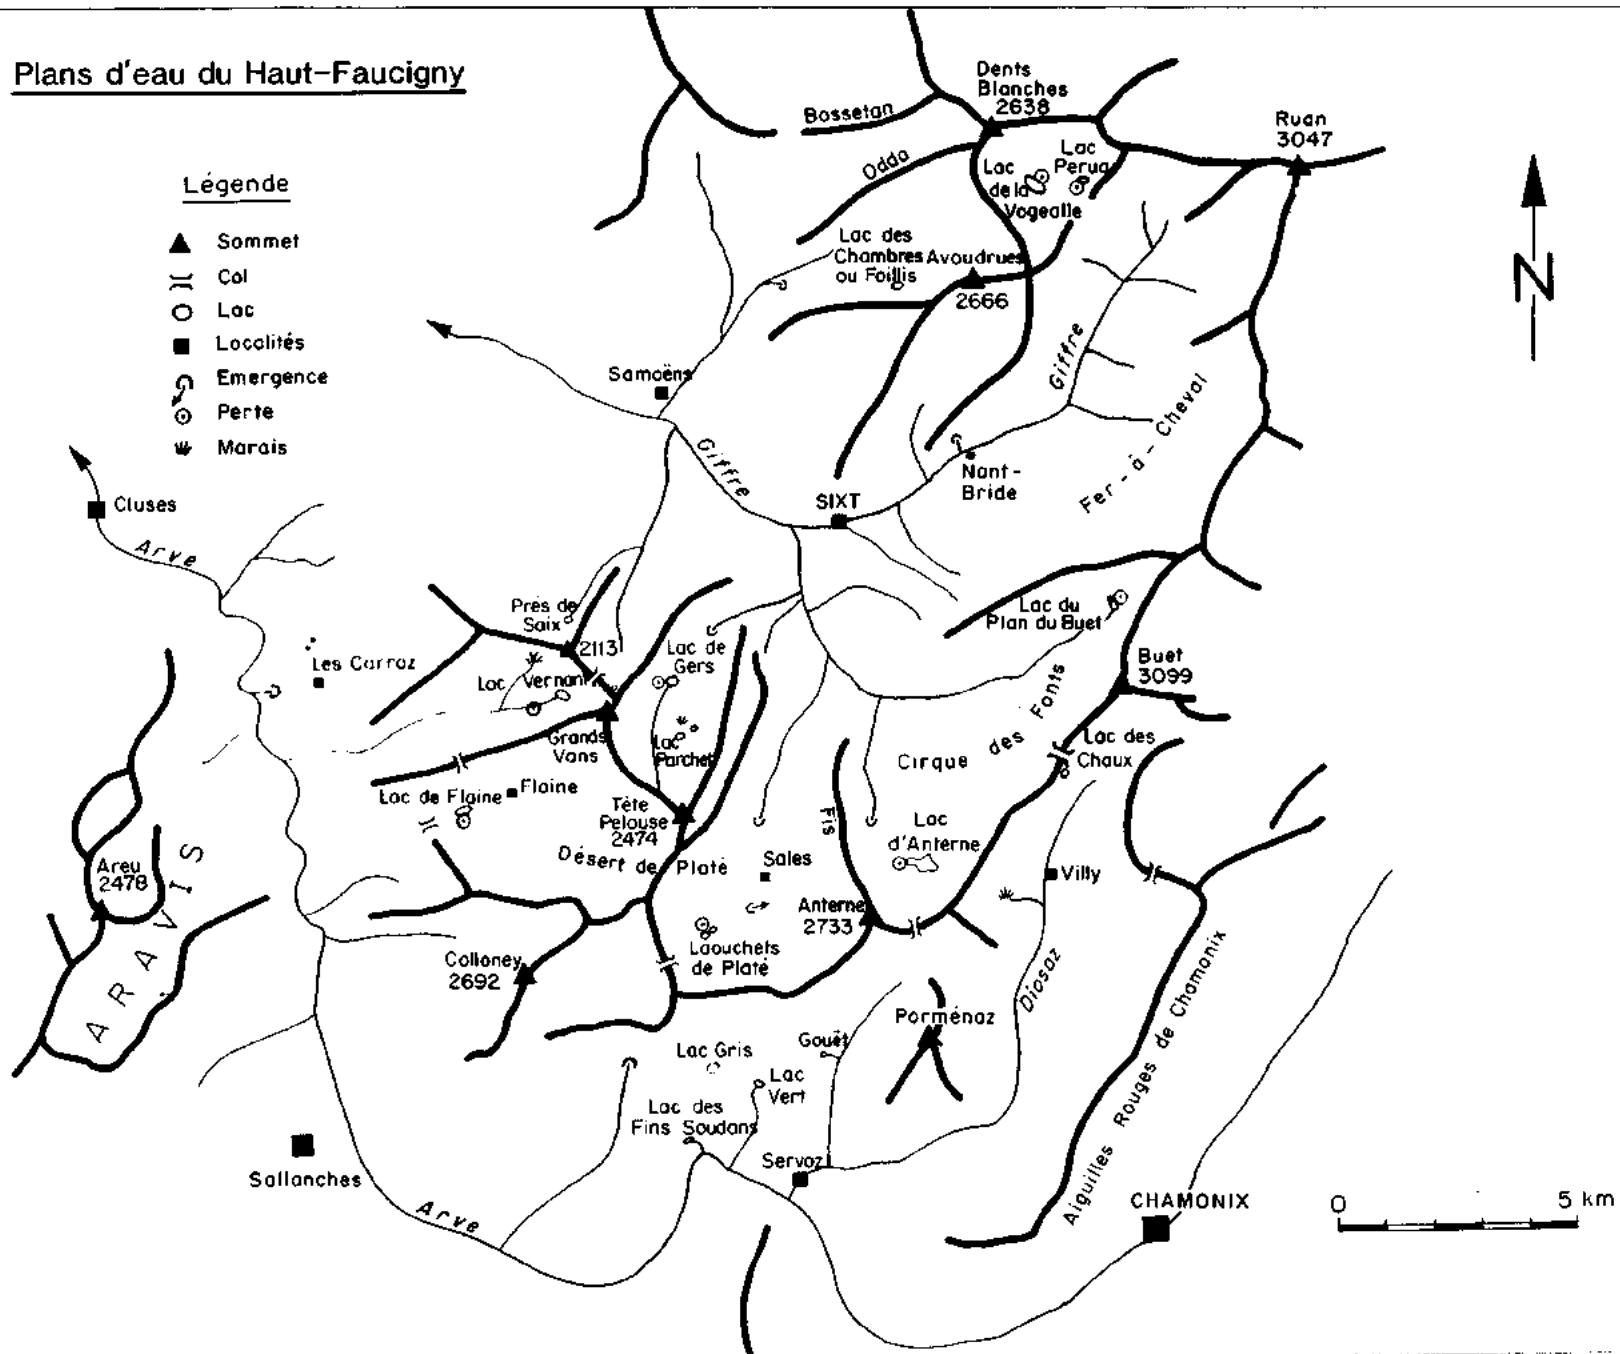 Plans d'eau du Haut-Faucigny
Légende
Sommet
Col
Lac
Localités
Emergence
Perte
Marais
Dents
Blanches
2638
Bossetan
Odda
Ruan
3047
Lac
Perua
Lac
de la
Vogealle
Lac des
Chambres
ou Foillis
Avoudrues
2666
N
Samoëns
Giffre
Giffre
Fer-à-Cheval
Nant-
Bride
SIXT
Cluses
Arve
Prés de
Saix
2113
Lac du
Plan du Buet
Buet
3099
Les Carroz
Lac Vernant
Lac de
Gers
Grands
Vans
Lac
Parchet
Cirque des Fonts
Lac des
Chaux
Lac de Flaine
Flaine
Tête
Pelouse
2474
Fis
Lac
d'Anterne
Désert de Platé
Sales
Villy
Areu
2478
ARAVIS
Anterne
2733
Laouchets
de Platé
Colloney
2692
Diosaz
Porménaz
Aiguilles Rouges de Chamonix
Lac Gris
Gouët
Lac
Vert
Lac des
Fins Soudans
Servoz
Sallanches
Arve
CHAMONIX
0 5 km